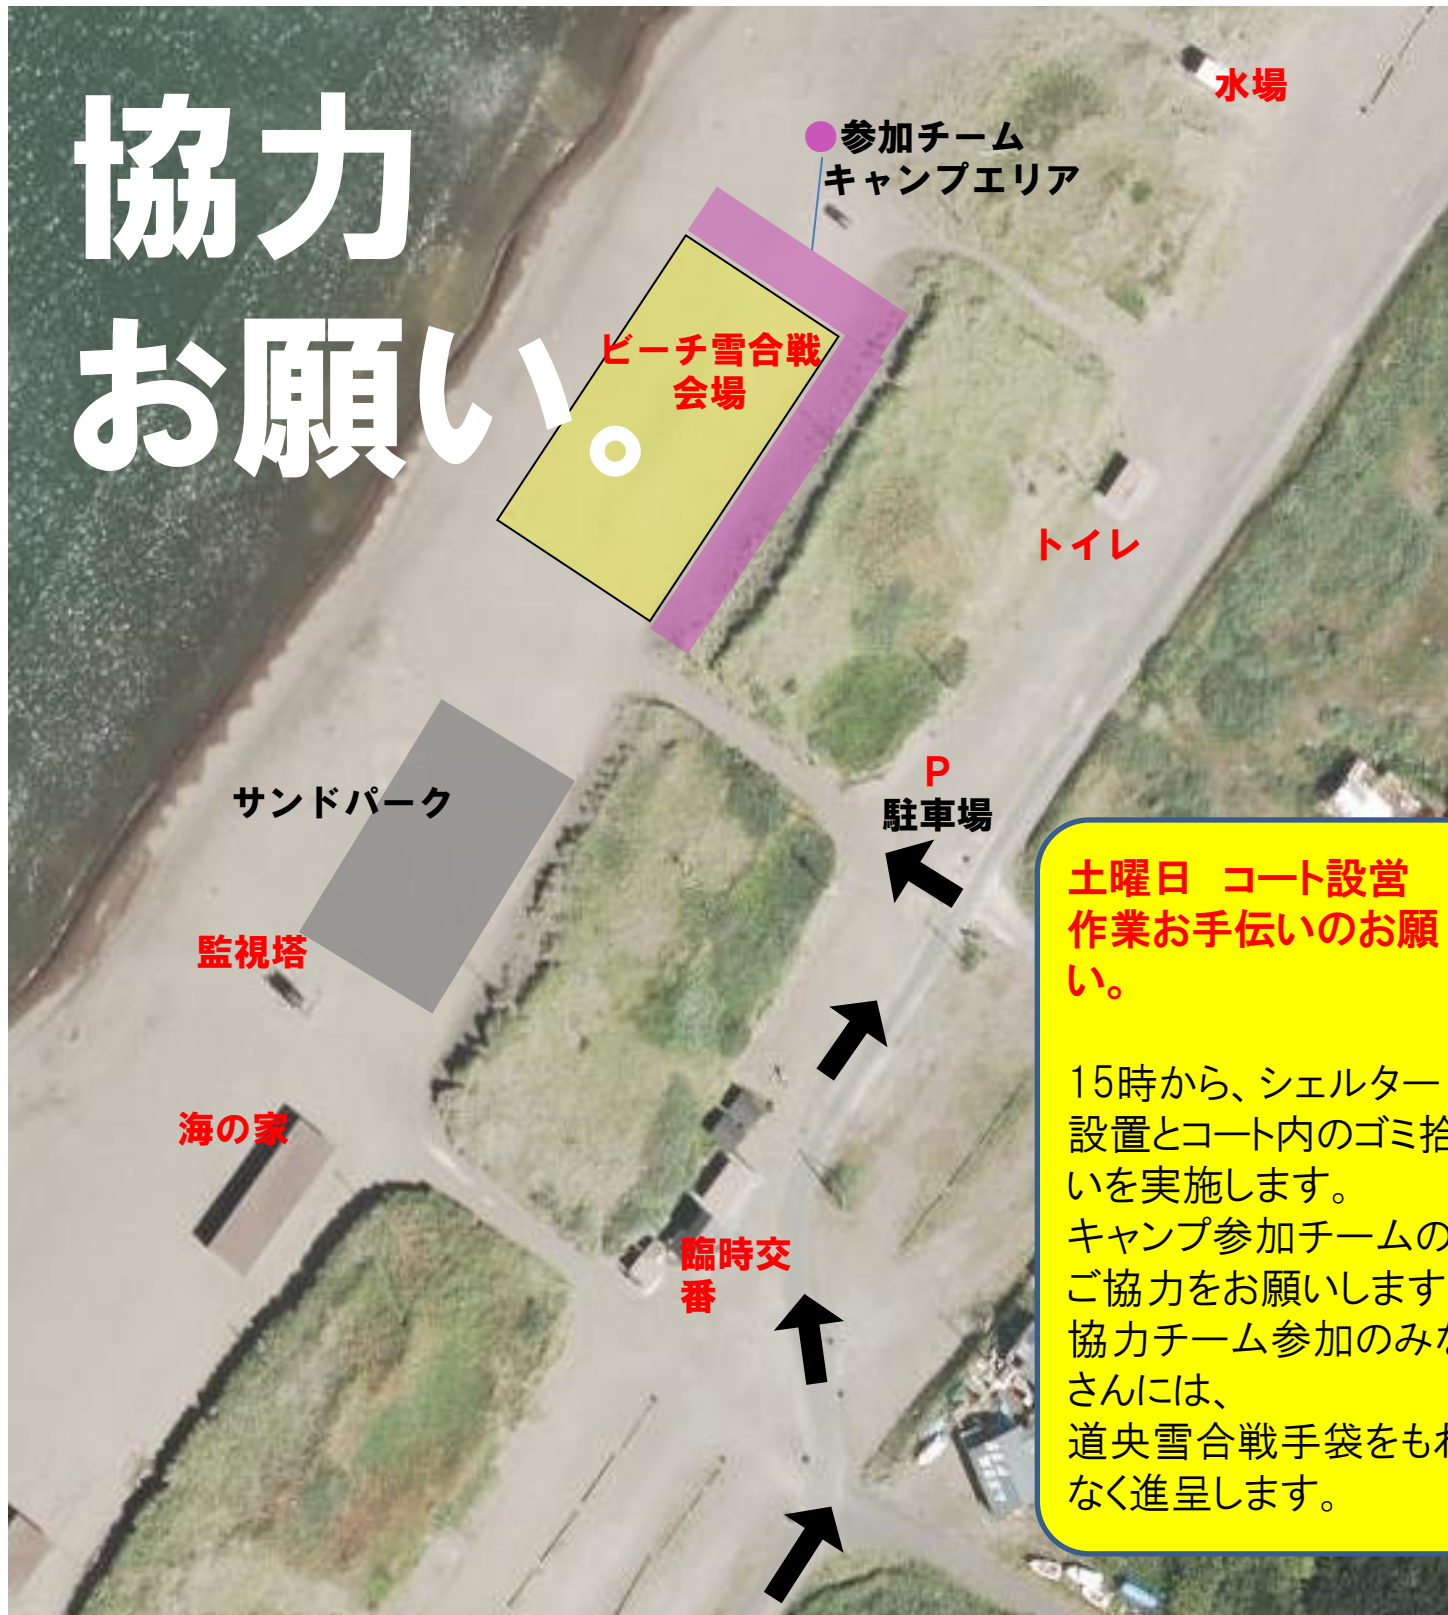 協力
お願い。
水場
●参加チーム
キャンプエリア
ビーチ雪合戦
会場
トイレ
サンドパーク
P
駐車場
監視塔
海の家
臨時交
番
土曜日 コート設営
作業お手伝いのお願
い。
15時から、シェルター
設置とコート内のゴミ拾
いを実施します。
キャンプ参加チームの
ご協力をお願いします
協力チーム参加のみな
さんには、
道央雪合戦手袋をもれ
なく進呈します。